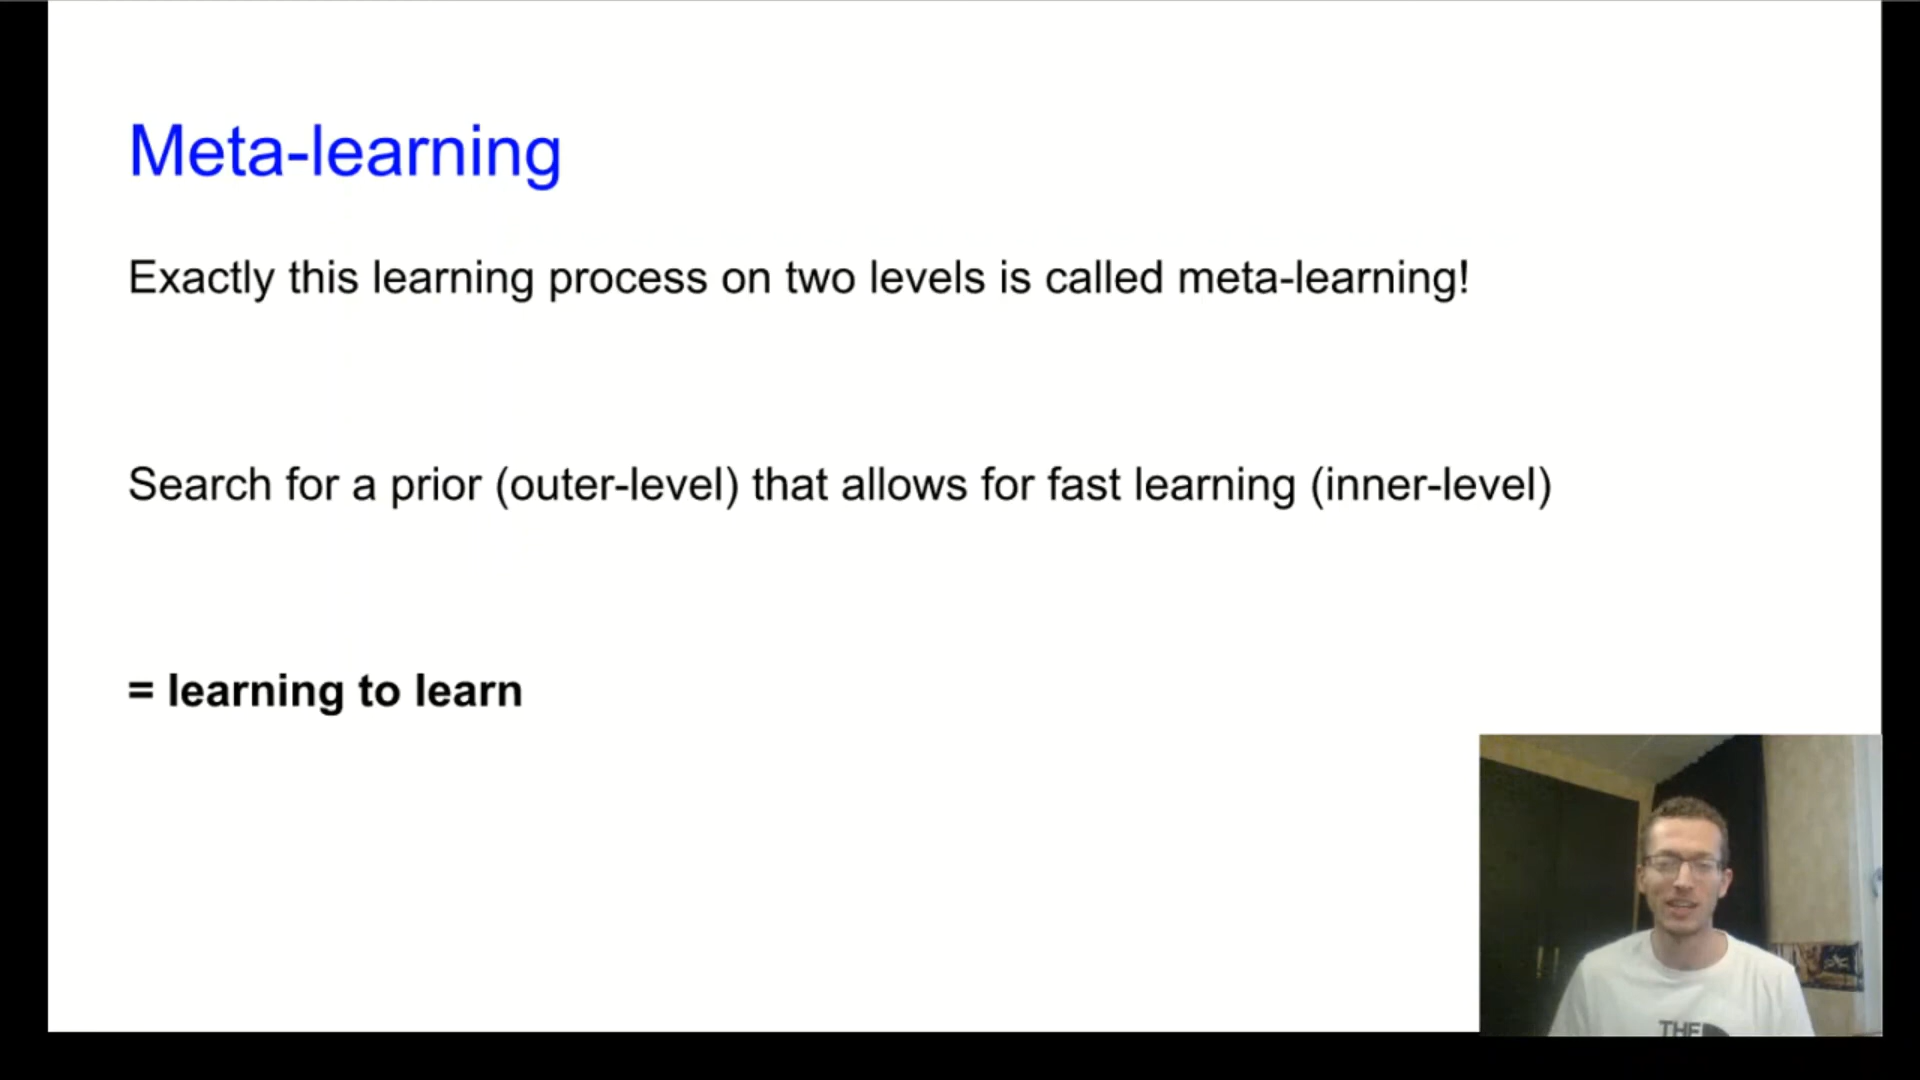 Meta-learning
Exactly this learning process on two levels is called meta-learning!
Search for a prior (outer-level) that allows for fast learning (inner-level)
= learning to learn
THE